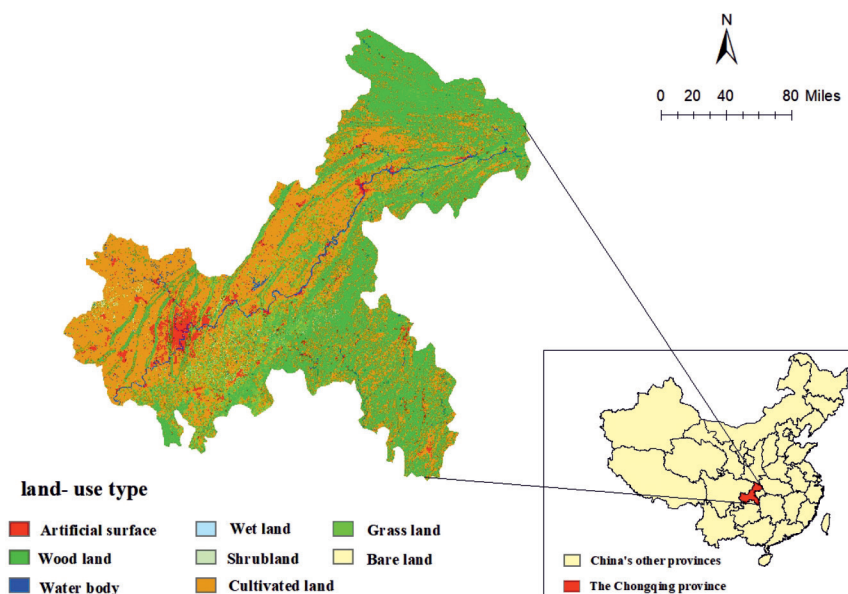 N
0 20 40 80 Miles
land- use type
Artificial surface
Wet land
Grass land
Wood land
Shrubland
Bare land
Water body
Cultivated land
China's other provinces
The Chongqing province